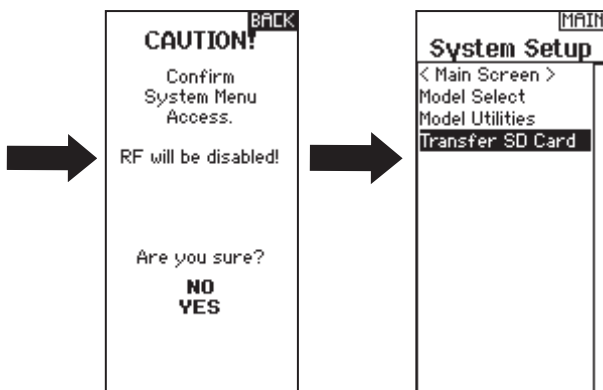 BACK
CAUTION!
Confirm
System Menu
Access.
RF will be disabled!
Are you sure?
NO
YES
MAIN
System Setup
< Main Screen >
Model Select
Model Utilities
Transfer SD Card